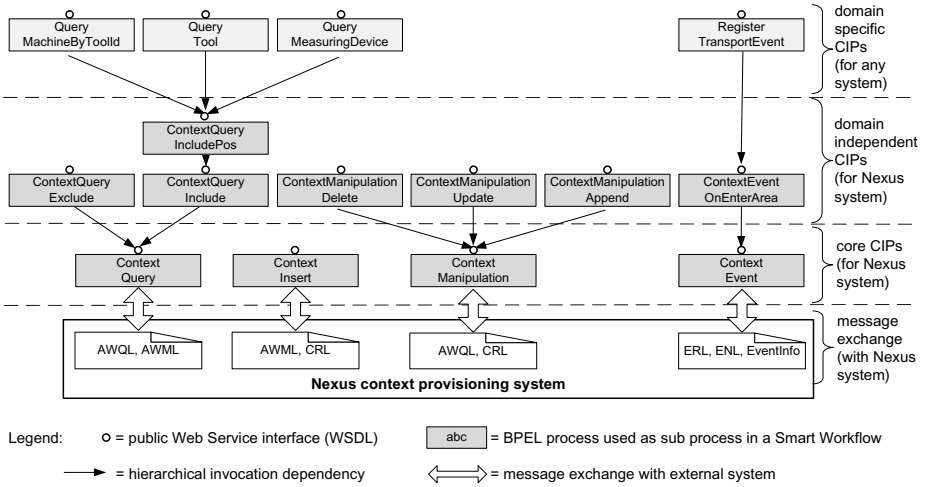 Query
MachineByToolId
Query
Tool
Query
MeasuringDevice
Register
TransportEvent
domain
specific
CIPs
(for any
system)
ContextQuery
IncludePos
domain
independent
CIPs
(for Nexus
system)
ContextQuery
Exclude
ContextQuery
Include
ContextManipulation
Delete
ContextManipulation
Update
ContextManipulation
Append
ContextEvent
OnEnterArea
Context
Query
Context
Insert
Context
Manipulation
Context
Event
core CIPs
(for Nexus
system)
AWQL, AWML
AWML, CRL
AWQL, CRL
ERL, ENL, EventInfo
message
exchange
(with Nexus
system)
Nexus context provisioning system
Legend:
= public Web Service interface (WSDL)
abc
= BPEL process used as sub process in a Smart Workflow
= hierarchical invocation dependency
= message exchange with external system